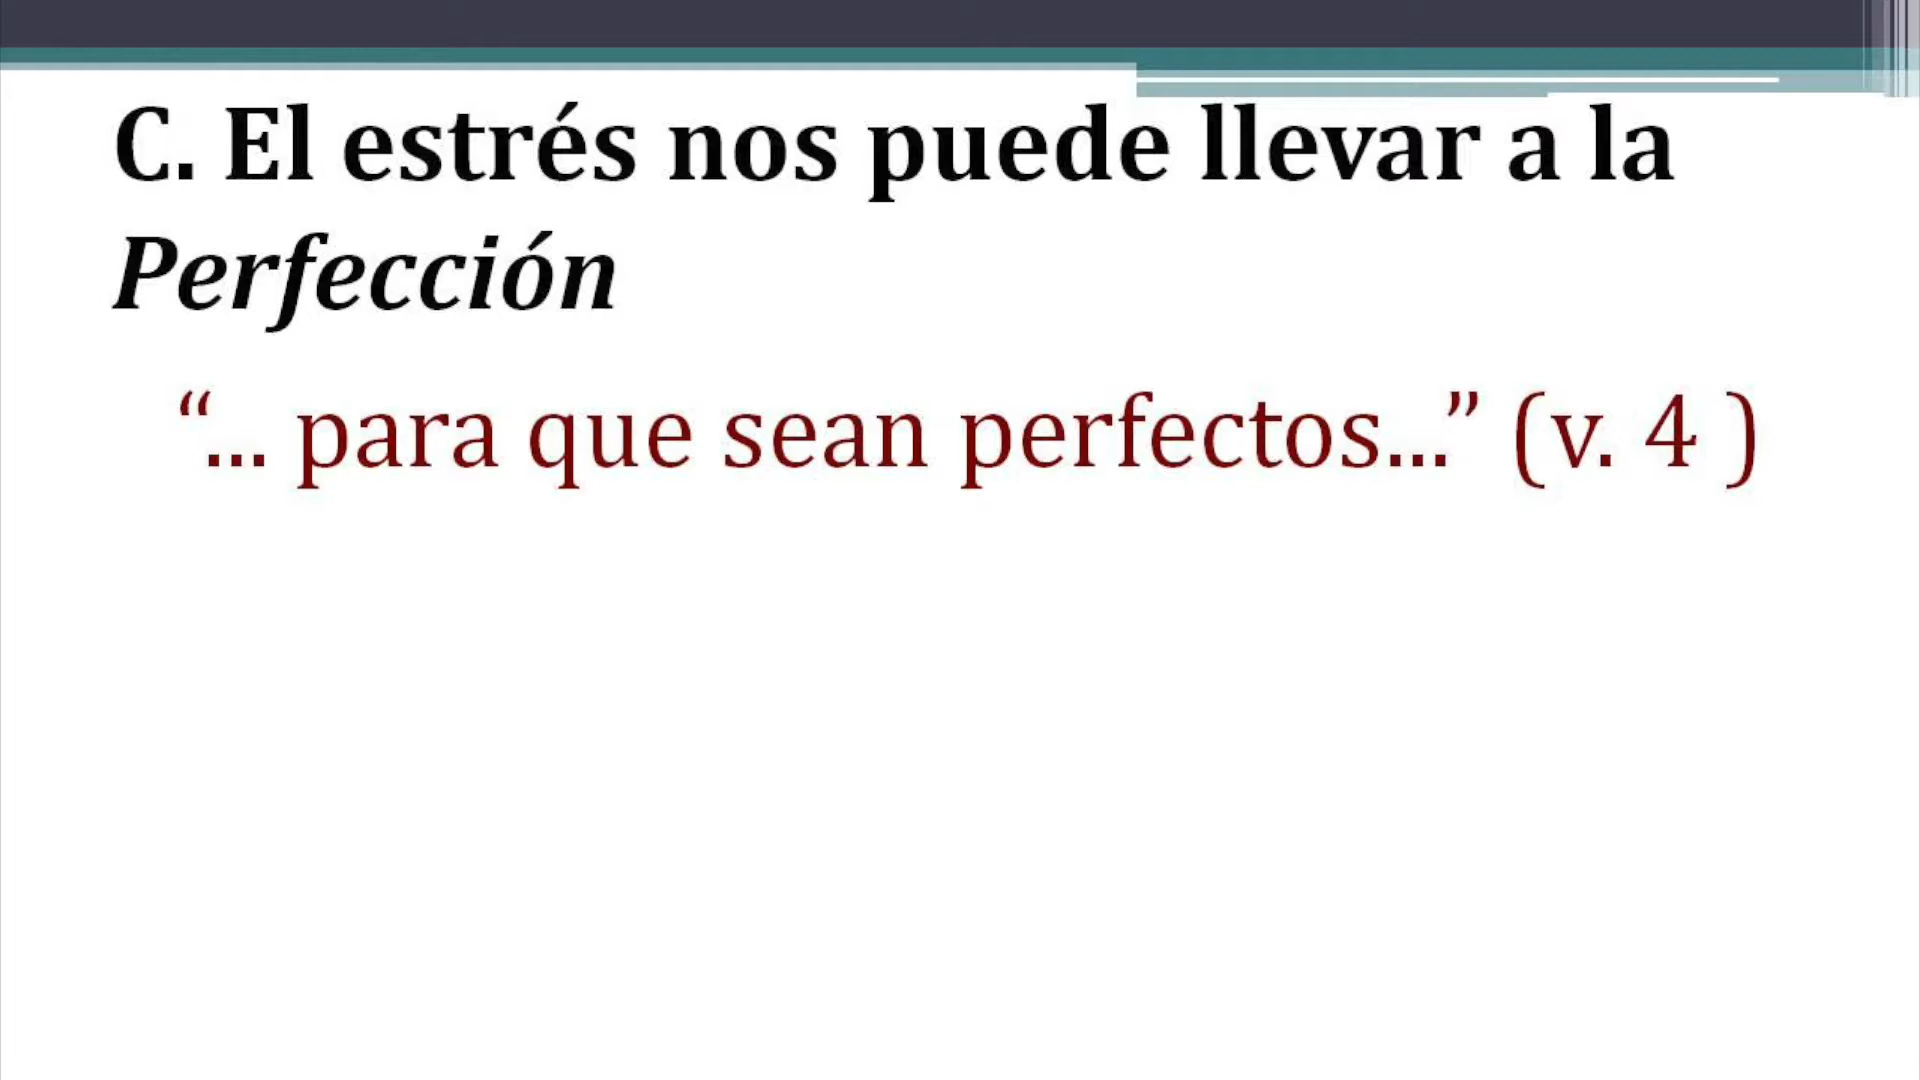 C. El estrés nos puede llevar a la
Perfección
“... para que sean perfectos...” (v. 4 )